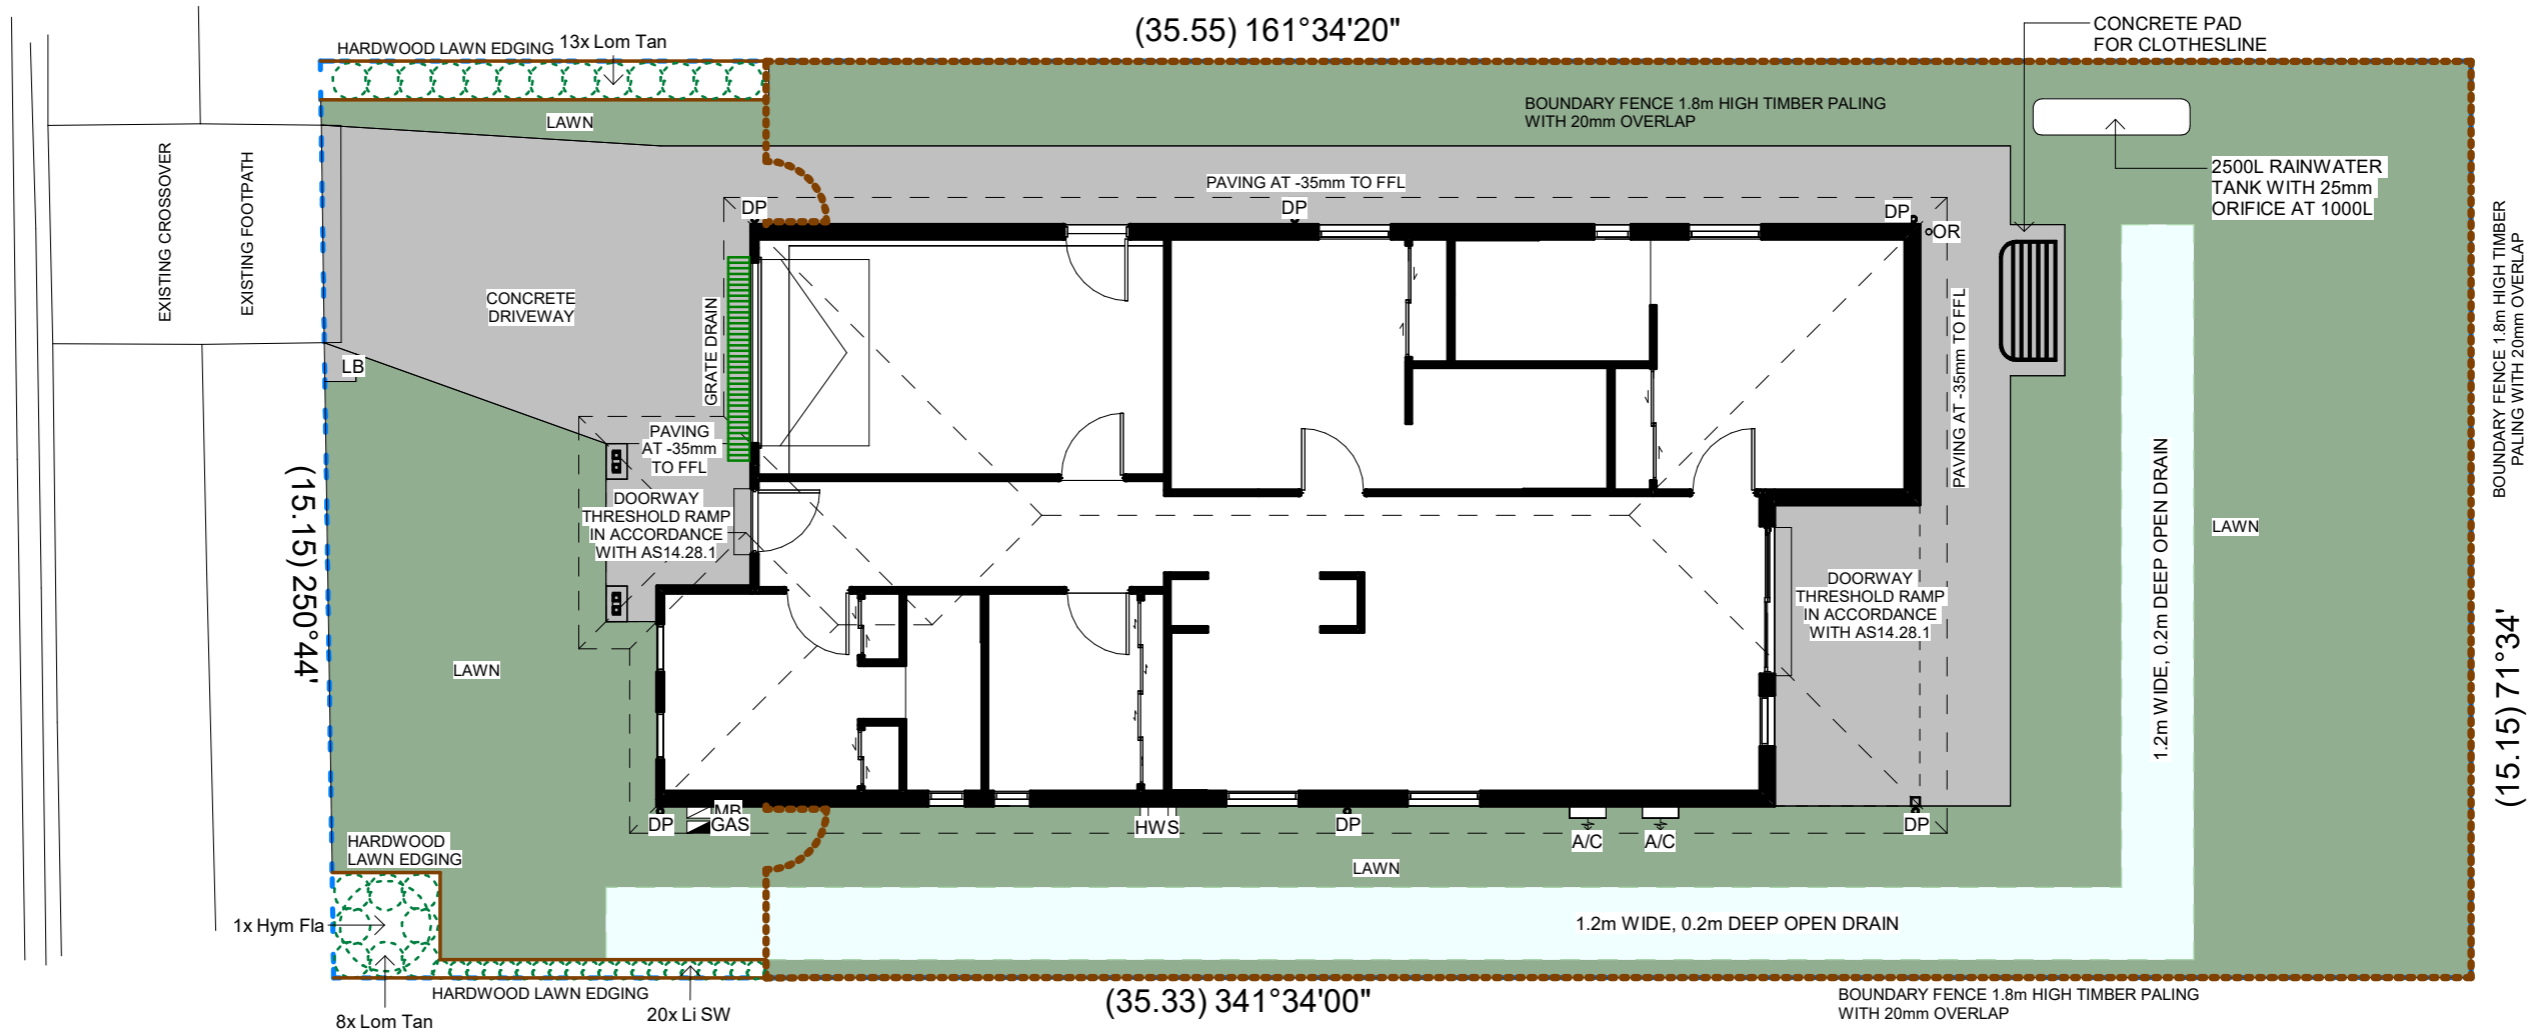 (35.55) 161°34'20"
CONCRETE PAD
FOR CLOTHESLINE
HARDWOOD LAWN EDGING
13x Lom Tan
BOUNDARY FENCE 1.8m HIGH TIMBER PALING
WITH 20mm OVERLAP
LAWN
2500L RAINWATER
TANK WITH 25mm
ORIFICE AT 1000L
PAVING AT -35mm TO FFL
DP
DP
DP
OR
EXISTING CROSSOVER
EXISTING FOOTPATH
CONCRETE
DRIVEWAY
GRATE DRAIN
LB
PAVING
AT -35mm
TO FFL
DOORWAY
THRESHOLD RAMP
IN ACCORDANCE
WITH AS14.28.1
PAVING AT -35mm TO FFL
BOUNDARY FENCE 1.8m HIGH TIMBER
PALING WITH 20mm OVERLAP
LAWN
1.2m WIDE, 0.2m DEEP OPEN DRAIN
(15.15) 250°44'
DOORWAY
THRESHOLD RAMP
IN ACCORDANCE
WITH AS14.28.1
LAWN
(15.15) 71°34'
MB
DP
GAS
HWS
DP
A/C
A/C
DP
HARDWOOD
LAWN EDGING
LAWN
1x Hym Fla
1.2m WIDE, 0.2m DEEP OPEN DRAIN
HARDWOOD LAWN EDGING
8x Lom Tan
20x Li SW
(35.33) 341°34'00"
BOUNDARY FENCE 1.8m HIGH TIMBER PALING
WITH 20mm OVERLAP